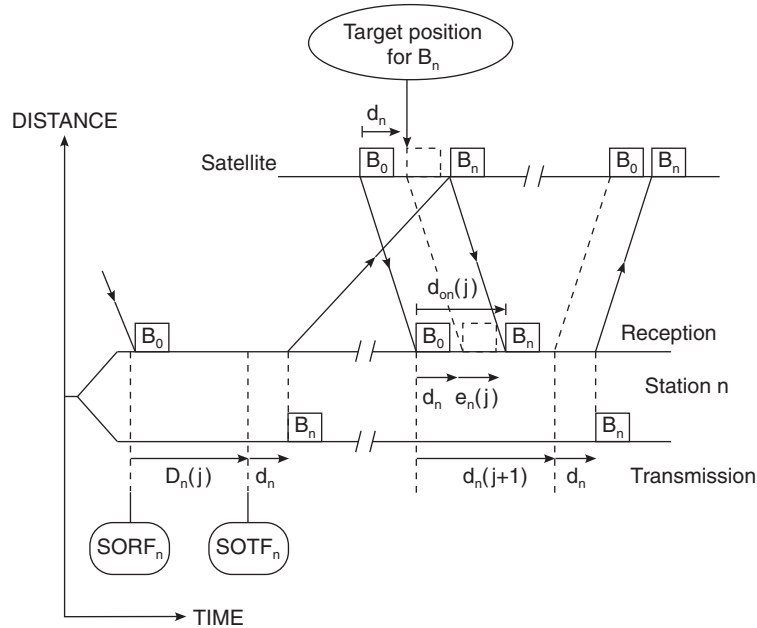 Target position
for Bn
DISTANCE
dn
Satellite
B0
Bn
B0
Bn
don(j)
B0
B0
Bn
Reception
dn
en(j)
Station n
Bn
Bn
Dn(j)
dn
dn(j+1)
dn
Transmission
SORFn
SOTFn
TIME